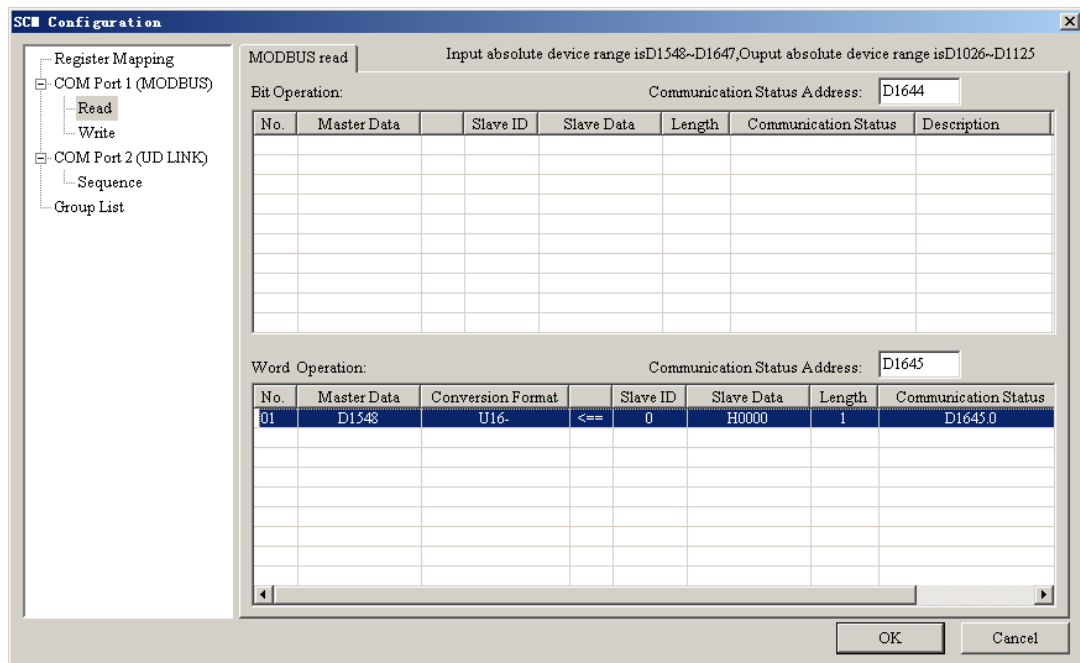 SCM Configuration
Register Mapping
COM Port 1 (MODBUS)
Read
Write
COM Port 2 (UD LINK)
Sequence
Group List
MODBUS read
Input absolute device range isD1548~D1647,Ouput absolute device range isD1026~D1125
Bit Operation:
Communication Status Address: D1644
No. Master Data Slave ID Slave Data Length Communication Status Description
Word Operation:
Communication Status Address: D1645
No. Master Data Conversion Format Slave ID Slave Data Length Communication Status
01 D1548 U16- <== 0 H0000 1 D1645.0
OK Cancel